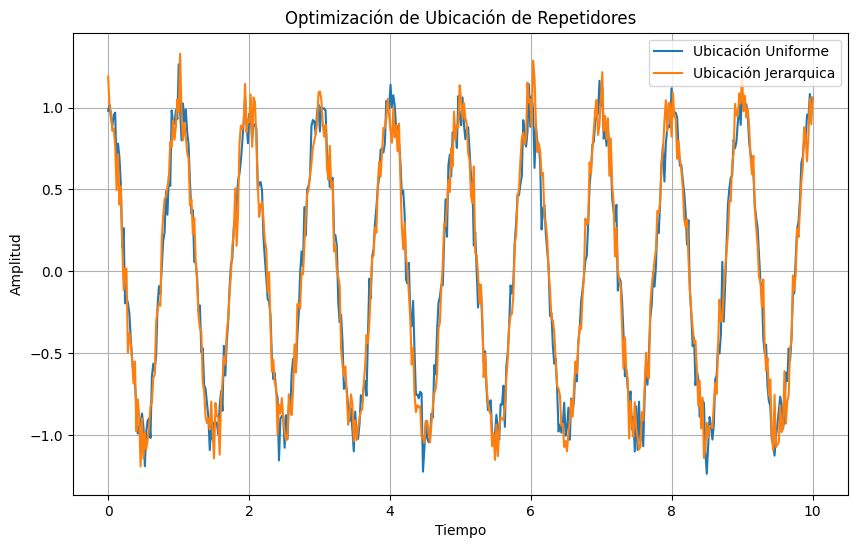 Optimización de Ubicación de Repetidores
Ubicación Uniforme
Ubicación Jerarquica
Amplitud
1.0
0.5
0.0
−0.5
−1.0
0 2 4 6 8 10
Tiempo